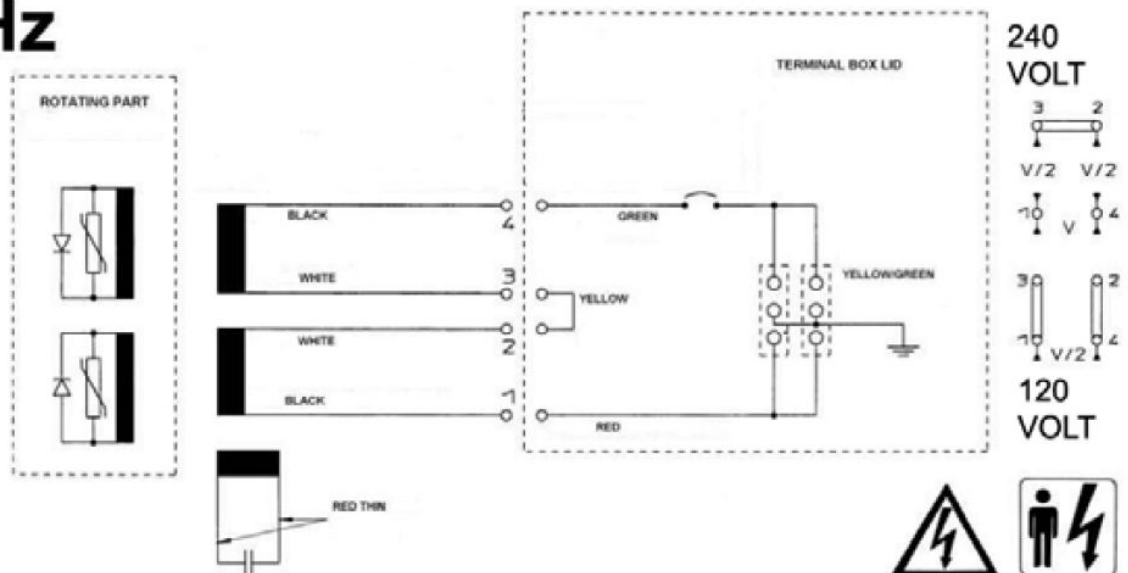 Hz
ROTATING PART
TERMINAL BOX LID
240
VOLT
3 2
V/2 V/2
1 V 4
3 2
1 V/2 4
120
VOLT
BLACK
4
GREEN
WHITE
3
YELLOW
YELLOW/GREEN
WHITE
2
BLACK
1
RED
RED THIN